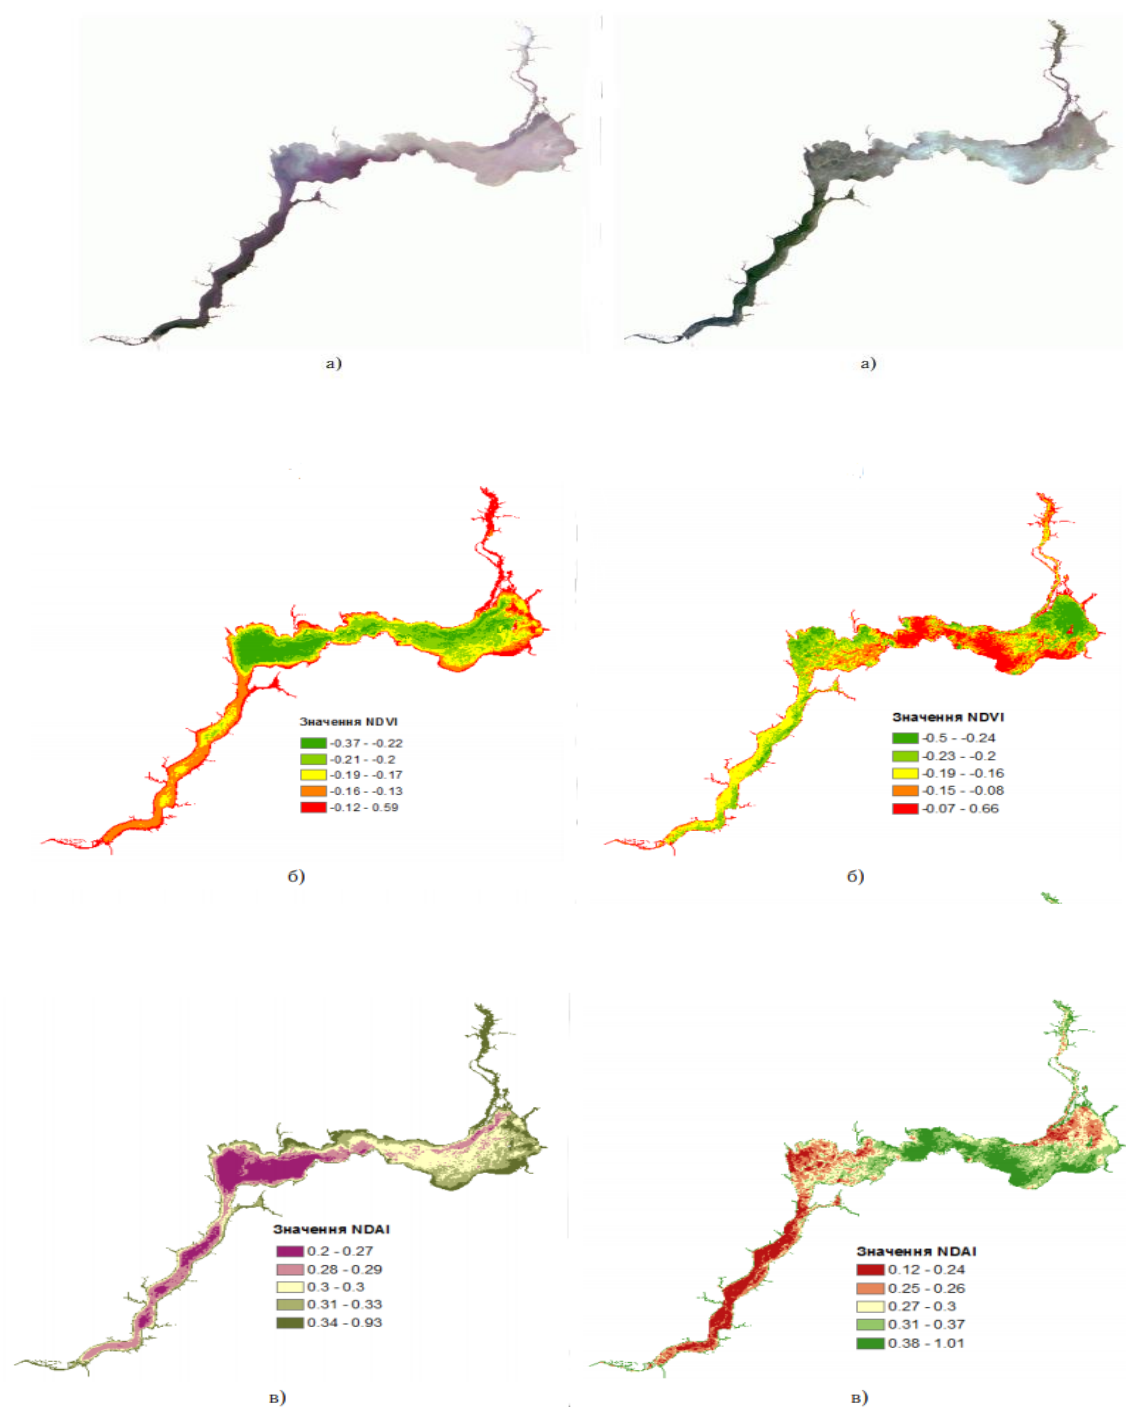 а)
а)
Значення NDVI
-0.37 - -0.22
-0.21 - -0.2
-0.19 - -0.17
-0.16 - -0.13
-0.12 - 0.59
Значення NDVI
-0.5 - -0.24
-0.23 - -0.2
-0.19 - -0.16
-0.15 - -0.08
-0.07 - 0.66
б)
б)
Значення NDAI
0.2 - 0.27
0.28 - 0.29
0.3 - 0.3
0.31 - 0.33
0.34 - 0.93
Значення NDAI
0.12 - 0.24
0.25 - 0.26
0.27 - 0.3
0.31 - 0.37
0.38 - 1.01
в)
в)